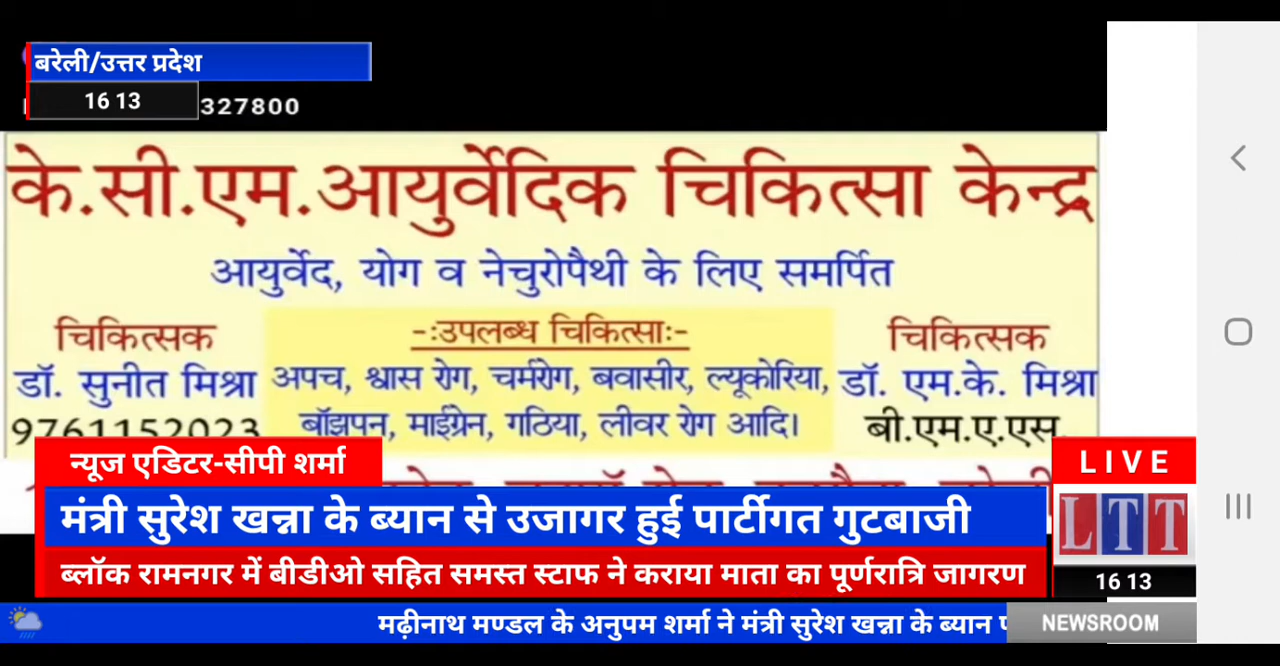 बरेली/उत्तर प्रदेश
16 13
327800
के.सी.एम.आयुर्वेदिक चिकित्सा केन्द्र
आयुर्वेद, योग व नेचुरोपैथी के लिए समर्पित
चिकित्सक
डॉ. सुनीत मिश्रा
9761152023
-:उपलब्ध चिकित्सा:-
अपच, श्वास रोग, चर्मरोग, बवासीर, ल्यूकोरिया,
बॉझपन, माईग्रेन, गठिया, लीवर रोग आदि।
चिकित्सक
डॉ. एम.के. मिश्रा
बी.एम.ए.एस.
न्यूज एडिटर-सीपी शर्मा
LIVE
मंत्री सुरेश खन्ना के ब्यान से उजागर हुई पार्टीगत गुटबाजी
LTT
ब्लॉक रामनगर में बीडीओ सहित समस्त स्टाफ ने कराया माता का पूर्णरात्रि जागरण
16 13
मढ़ीनाथ मण्डल के अनुपम शर्मा ने मंत्री सुरेश खन्ना के ब्यान
NEWSROOM